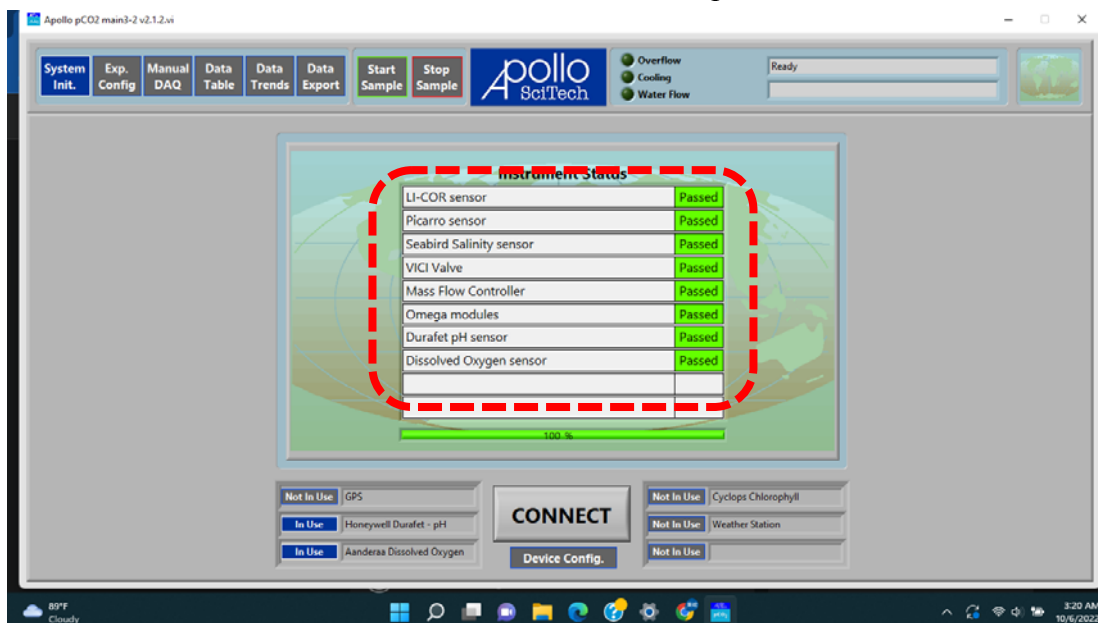 Apollo pCO2 main3-2 v2.1.2.vi
System Init.
Exp. Config
Manual DAQ
Data Table
Data Trends
Data Export
Start Sample
Stop Sample
Apollo SciTech
Overflow
Cooling
Water Flow
Ready
Instrument Status
LI-COR sensor Passed
Picarro sensor Passed
Seabird Salinity sensor Passed
VICI Valve Passed
Mass Flow Controller Passed
Omega modules Passed
Durafet pH sensor Passed
Dissolved Oxygen sensor Passed
100 %
Not In Use GPS
In Use Honeywell Durafet - pH
In Use Aanderaa Dissolved Oxygen
CONNECT
Device Config.
Not In Use Cyclops Chlorophyll
Not In Use Weather Station
Not In Use
89°F
Cloudy
3:20 AM
10/6/2022